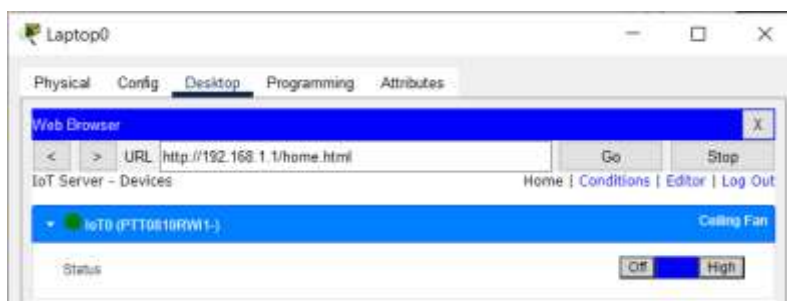 Laptop0
Physical Config Desktop Programming Attributes
Web Browser X
< > URL http://192.168.1.1/home.html Go Stop
IoT Server - Devices Home | Conditions | Editor | Log Out
IoT0 (PTT0810RWI1-) Ceiling Fan
Status Off High